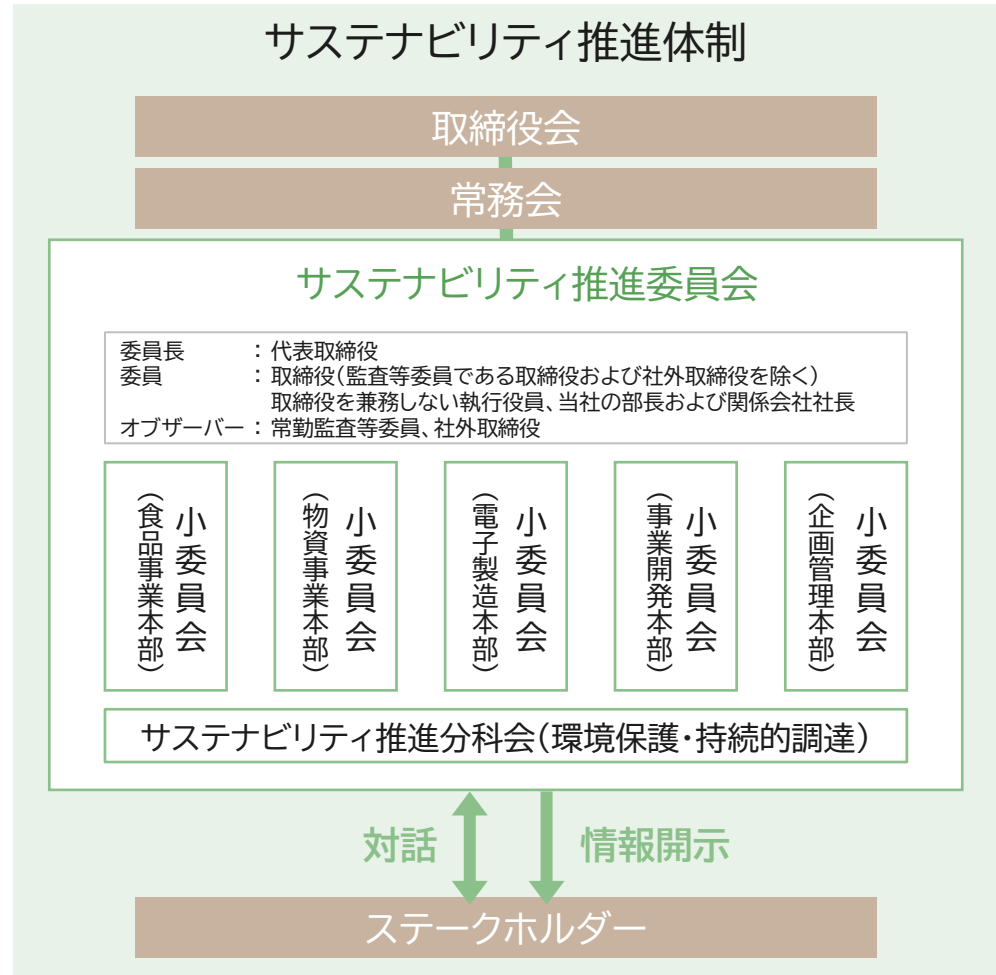 サステナビリティ推進体制
取締役会
常務会
サステナビリティ推進委員会
委員長 : 代表取締役
委員 : 取締役(監査等委員である取締役および社外取締役を除く)
取締役を兼務しない執行役員、当社の部長および関係会社社長
オブザーバー : 常勤監査等委員、社外取締役
小委員会
(食品事業本部)
小委員会
(物資事業本部)
小委員会
(電子製造本部)
小委員会
(事業開発本部)
小委員会
(企画管理本部)
サステナビリティ推進分科会(環境保護・持続的調達)
対話
情報開示
ステークホルダー